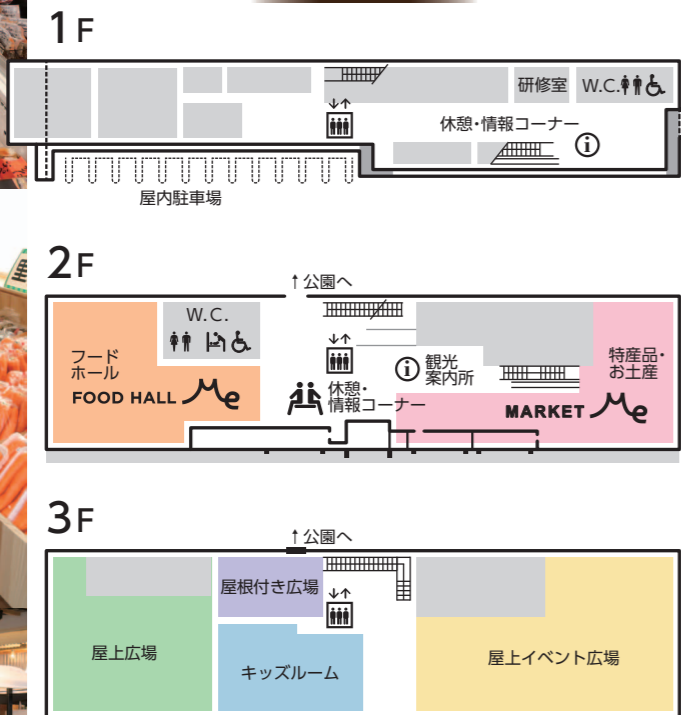 1F
研修室
W.C.
休憩・情報コーナー
i
屋内駐車場
2F
↑公園へ
W.C.
フード
ホール
FOOD HALL Me
i
観光
案内所
休憩・
情報コーナー
特産品・
お土産
MARKET Me
3F
↑公園へ
屋根付き広場
屋上広場
キッズルーム
屋上イベント広場